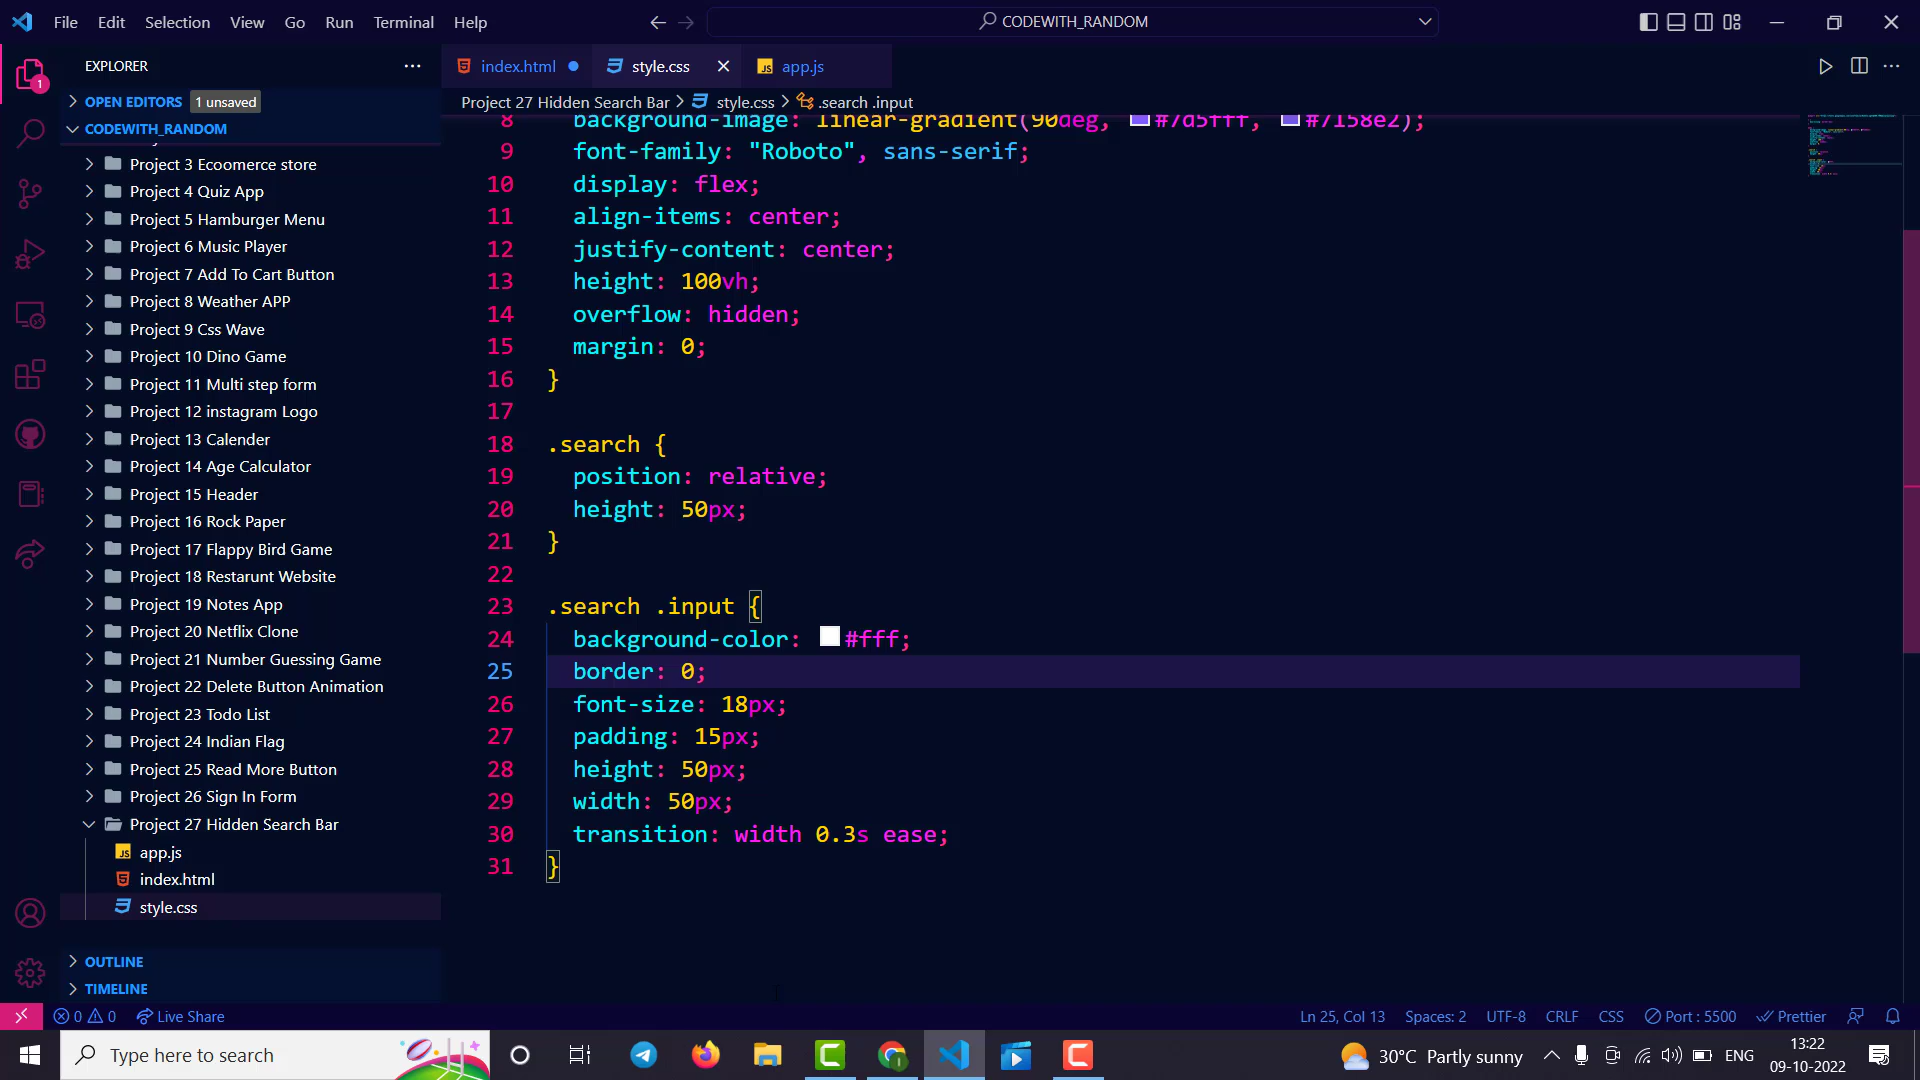 File Edit Selection View Go Run Terminal Help
CODEWITH_RANDOM
EXPLORER
index.html
style.css
app.js
OPEN EDITORS 1 unsaved
CODEWITH_RANDOM
Project 27 Hidden Search Bar > style.css > .search .input
Project 3 Ecoomerce store
Project 4 Quiz App
Project 5 Hamburger Menu
Project 6 Music Player
Project 7 Add To Cart Button
Project 8 Weather APP
Project 9 Css Wave
Project 10 Dino Game
Project 11 Multi step form
Project 12 instagram Logo
Project 13 Calender
Project 14 Age Calculator
Project 15 Header
Project 16 Rock Paper
Project 17 Flappy Bird Game
Project 18 Restarunt Website
Project 19 Notes App
Project 20 Netflix Clone
Project 21 Number Guessing Game
Project 22 Delete Button Animation
Project 23 Todo List
Project 24 Indian Flag
Project 25 Read More Button
Project 26 Sign In Form
Project 27 Hidden Search Bar
app.js
index.html
style.css
OUTLINE
TIMELINE
8 background-image: linear-gradient(90deg, #7d5fff, #7158e2);
9 font-family: "Roboto", sans-serif;
10 display: flex;
11 align-items: center;
12 justify-content: center;
13 height: 100vh;
14 overflow: hidden;
15 margin: 0;
16 }
17
18 .search {
19 position: relative;
20 height: 50px;
21 }
22
23 .search .input {
24 background-color: #fff;
25 border: 0;
26 font-size: 18px;
27 padding: 15px;
28 height: 50px;
29 width: 50px;
30 transition: width 0.3s ease;
31 }
0 0 Live Share
Ln 25, Col 13 Spaces: 2 UTF-8 CRLF CSS Port : 5500 Prettier
Type here to search
30°C Partly sunny
ENG
13:22
09-10-2022